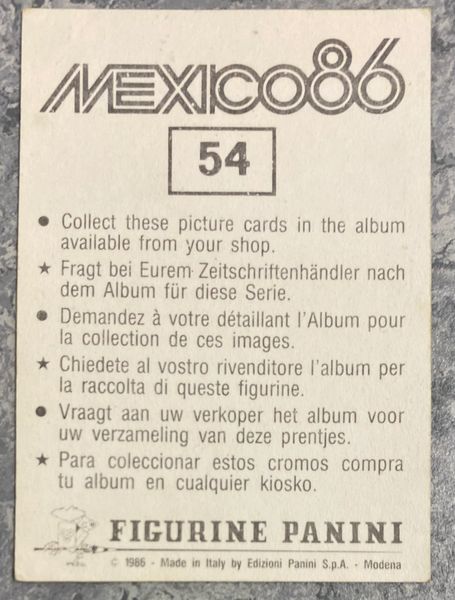 MEXICO86
54
● Collect these picture cards in the album
available from your shop.
★ Fragt bei Eurem Zeitschriftenhändler nach
dem Album für diese Serie.
● Demandez à votre détaillant l'Album pour
la collection de ces images.
★ Chiedete al vostro rivenditore l'album per
la raccolta di queste figurine.
● Vraagt aan uw verkoper het album voor
uw verzameling van deze prentjes.
★ Para coleccionar estos cromos compra
tu album en cualquier kiosko.
FIGURINE PANINI
© 1986 - Made in Italy by Edizioni Panini S.p.A. - Modena